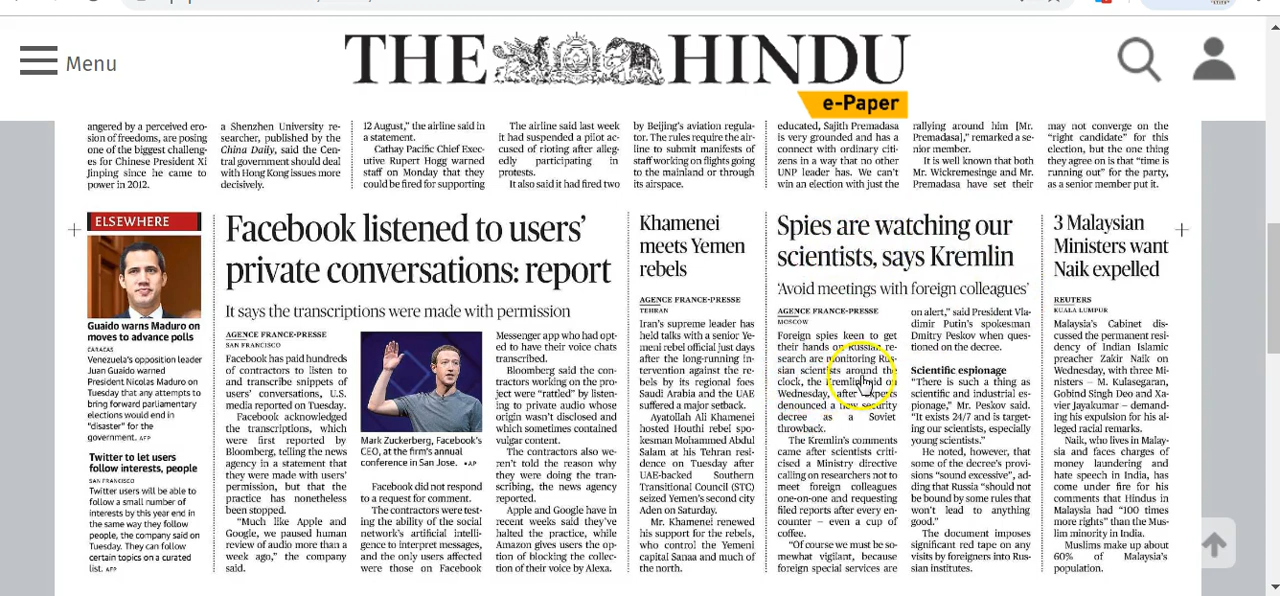 Menu
THE HINDU
e-Paper
angered by a perceived ero-
sion of freedoms, are posing
one of the biggest challeng-
es for Chinese President Xi
Jinping since he came to
power in 2012.
a Shenzhen University re-
searcher, published by the
China Daily, said the Cen-
tral government should deal
with Hong Kong issues more
decisively.
12 August,” the airline said in
a statement.
Cathay Pacific Chief Exec-
utive Rupert Hogg warned
staff on Monday that they
could be fired for supporting
The airline said last week
it had suspended a pilot ac-
cused of rioting after alleg-
edly participating in
protests.
It also said it had fired two
by Beijing’s aviation regula-
tor. The rules require the air-
line to submit manifests of
staff working on flights going
to the mainland or through
its airspace.
educated, Sajith Premadasa
is very grounded and has a
connect with ordinary citi-
zens in a way that no other
UNP leader has. We can’t
win an election with just the
rallying around him [Mr.
Premadasa],” remarked a se-
nior member.
It is well known that both
Mr. Wickremesinghe and Mr.
Premadasa have set their
may not converge on the
“right candidate” for this
election, but the one thing
they agree on is that “time is
running out” for the party,
as a senior member put it.
ELSEWHERE
Guaido warns Maduro on
moves to advance polls
CARACAS
Venezuela’s opposition leader
Juan Guaido warned
President Nicolas Maduro on
Tuesday that any attempts to
bring forward parliamentary
elections would end in
“disaster” for the
government. AFP
Twitter to let users
follow interests, people
SAN FRANCISCO
Twitter users will be able to
follow a small number of
interests by this year end in
the same way they follow
people, the company said on
Tuesday. They can follow
certain topics on a curated
list. AFP
Facebook listened to users’
private conversations: report
It says the transcriptions were made with permission
AGENCE FRANCE-PRESSE
SAN FRANCISCO
Facebook has paid hundreds
of contractors to listen to
and transcribe snippets of
users’ conversations, U.S.
media reported on Tuesday.
Facebook acknowledged
the transcriptions, which
were first reported by
Bloomberg, telling the news
agency in a statement that
they were made with users’
permission, but that the
practice has nonetheless
been stopped.
“Much like Apple and
Google, we paused human
review of audio more than a
week ago,” the company
said.
Mark Zuckerberg, Facebook’s
CEO, at the firm’s annual
conference in San Jose. •AP
Facebook did not respond
to a request for comment.
The contractors were test-
ing the ability of the social
network’s artificial intelli-
gence to interpret messages,
and the only users affected
were those on Facebook
Messenger app who had opt-
ed to have their voice chats
transcribed.
Bloomberg said the con-
tractors working on the pro-
ject were “rattled” by listen-
ing to private audio whose
origin wasn’t disclosed and
which sometimes contained
vulgar content.
The contractors also we-
ren’t told the reason why
they were doing the tran-
scribing, the news agency
reported.
Apple and Google have in
recent weeks said they’ve
halted the practice, while
Amazon gives users the op-
tion of blocking the collec-
tion of their voice by Alexa.
Khamenei
meets Yemen
rebels
AGENCE FRANCE-PRESSE
TEHRAN
Iran’s supreme leader has
held talks with a senior Ye-
meni rebel official just days
after the long-running in-
tervention against the re-
bels by its regional foes
Saudi Arabia and the UAE
suffered a major setback.
Ayatollah Ali Khamenei
hosted Houthi rebel spo-
kesman Mohammed Abdul
Salam at his Tehran resi-
dence on Tuesday after
UAE-backed Southern
Transitional Council (STC)
seized Yemen’s second city
Aden on Saturday.
Mr. Khamenei renewed
his support for the rebels,
who control the Yemeni
capital Sanaa and much of
the north.
Spies are watching our
scientists, says Kremlin
‘Avoid meetings with foreign colleagues’
AGENCE FRANCE-PRESSE
MOSCOW
Foreign spies keen to get
their hands on Russian re-
search are monitoring Rus-
sian scientists around the
clock, the Kremlin said on
Wednesday, after experts
denounced a new security
decree as a Soviet
throwback.
The Kremlin’s comments
came after scientists criti-
cised a Ministry directive
calling on researchers not to
meet foreign colleagues
one-on-one and requesting
filed reports after every en-
counter – even a cup of
coffee.
“Of course we must be so-
mewhat vigilant, because
foreign special services are
on alert,” said President Vla-
dimir Putin’s spokesman
Dmitry Peskov when ques-
tioned on the decree.
Scientific espionage
“There is such a thing as
scientific and industrial es-
pionage,” Mr. Peskov said.
“It exists 24/7 and is target-
ing our scientists, especially
young scientists.”
He noted, however, that
some of the decree’s provi-
sions “sound excessive”, ad-
ding that Russia “should not
be bound by some rules that
won’t lead to anything
good.”
The document imposes
significant red tape on any
visits by foreigners into Rus-
sian institutes.
3 Malaysian
Ministers want
Naik expelled
REUTERS
KUALA LUMPUR
Malaysia’s Cabinet dis-
cussed the permanent resi-
dency of Indian Islamic
preacher Zakir Naik on
Wednesday, with three Mi-
nisters – M. Kulasegaran,
Gobind Singh Deo and Xa-
vier Jayakumar – demand-
ing his expulsion for his al-
leged racial remarks.
Naik, who lives in Malay-
sia and faces charges of
money laundering and
hate speech in India, has
come under fire for his
comments that Hindus in
Malaysia had “100 times
more rights” than the Mus-
lim minority in India.
Muslims make up about
60% of Malaysia’s
population.